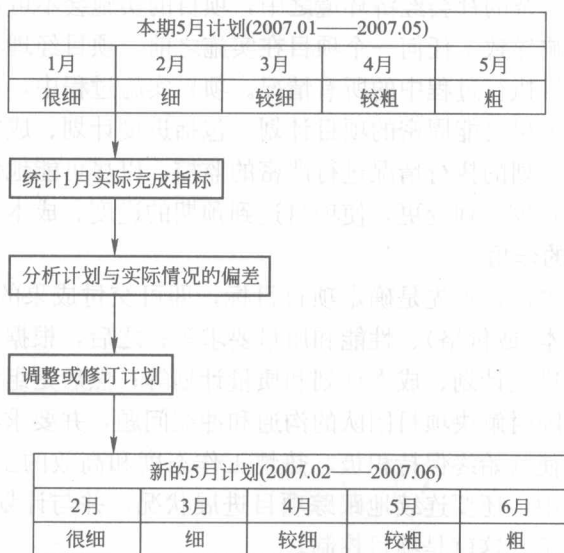 本期5月计划(2007.01——2007.05)
1月 2月 3月 4月 5月
很细 细 较细 较粗 粗
统计1月实际完成指标
分析计划与实际情况的偏差
调整或修订计划
新的5月计划(2007.02——2007.06)
2月 3月 4月 5月 6月
很细 细 较细 较粗 粗